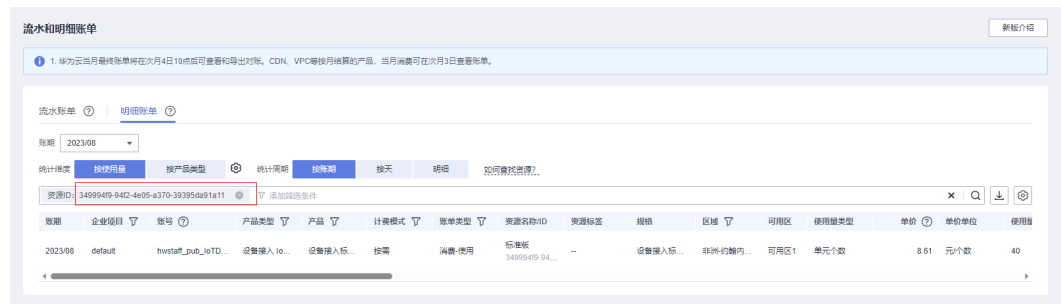 流水和明细账单
新版介绍
1. 华为云当月最终账单将在次月4日10点后可查看和导出对账。CDN、VPC等按月结算的产品，当月消费可在次月3日查看账单。
流水账单 明细账单
账期 2023/08
统计维度 按使用量 按产品类型 统计周期 按账期 按天 明细 如何查找资源?
资源ID: 349994f9-94f2-4e05-a370-39395da91a11 添加筛选条件
账期 企业项目 账号 产品类型 产品 计费模式 账单类型 资源名称/ID 资源标签 规格 区域 可用区 使用量类型 单价 单价单位 使用量
2023/08 default hwstaff_pub_IoTD... 设备接入 Io... 设备接入标... 按需 消费-使用 标准版 -- 设备接入标... 非洲-约翰内... 可用区1 单元个数 8.61 元/个数 40
349994f9-94...